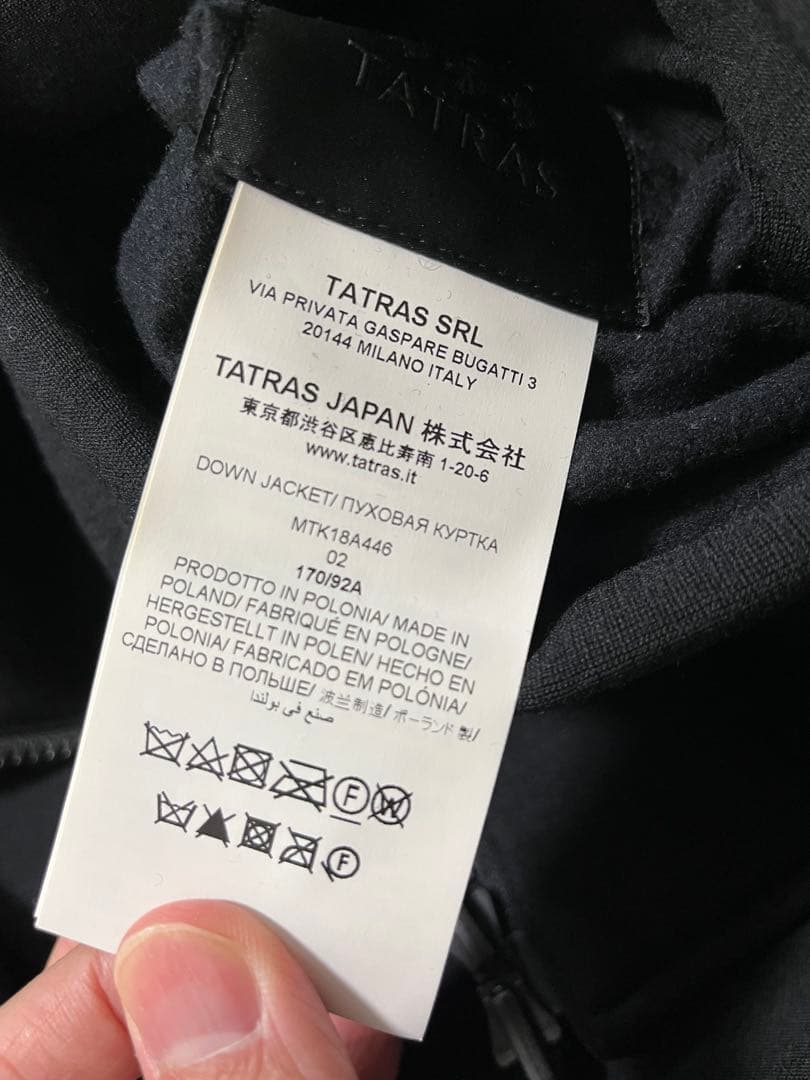 TATRAS
TATRAS SRL
VIA PRIVATA GASPARE BUGATTI 3
20144 MILANO ITALY
TATRAS JAPAN 株式会社
東京都渋谷区恵比寿南 1-20-6
www.tatras.it
DOWN JACKET/ ПУХОВАЯ КУРТКА
MTK18A446
02
170/92A
PRODOTTO IN POLONIA/ MADE IN
POLAND/ FABRIQUÉ EN POLOGNE/
HERGESTELLT IN POLEN/ HECHO EN
POLONIA/ FABRICADO EM POLÓNIA/
СДЕЛАНО В ПОЛЬШЕ/ 波兰制造/ ポーランド製/
صنع في بولندا
F W
F